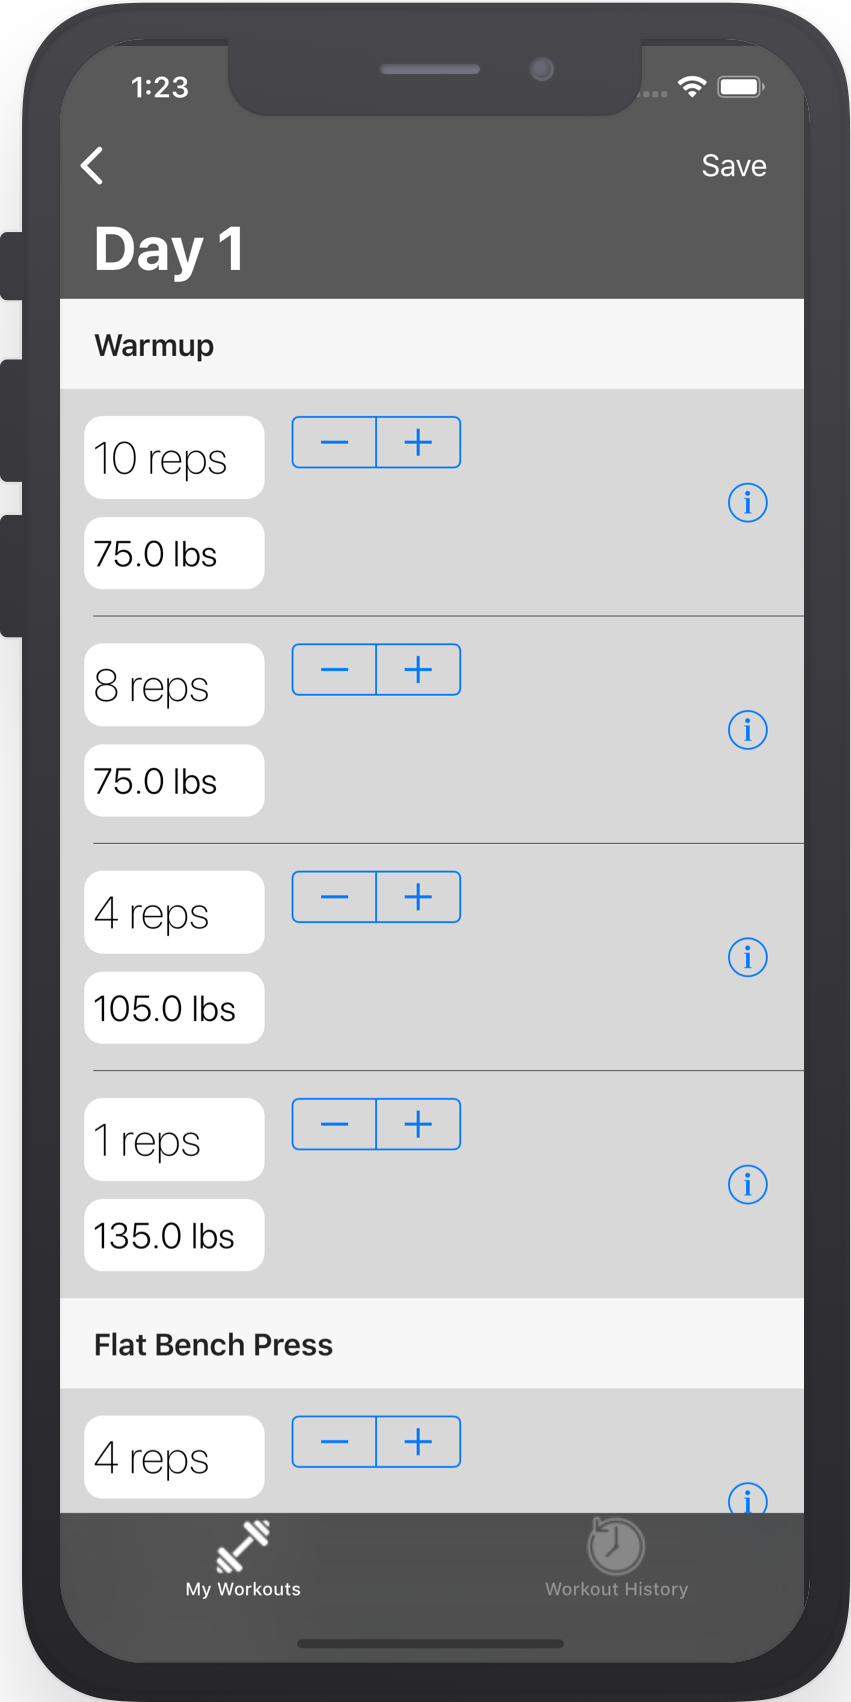 1:23
Save
Day 1
Warmup
10 reps
75.0 lbs
8 reps
75.0 lbs
4 reps
105.0 lbs
1 reps
135.0 lbs
Flat Bench Press
4 reps
My Workouts
Workout History